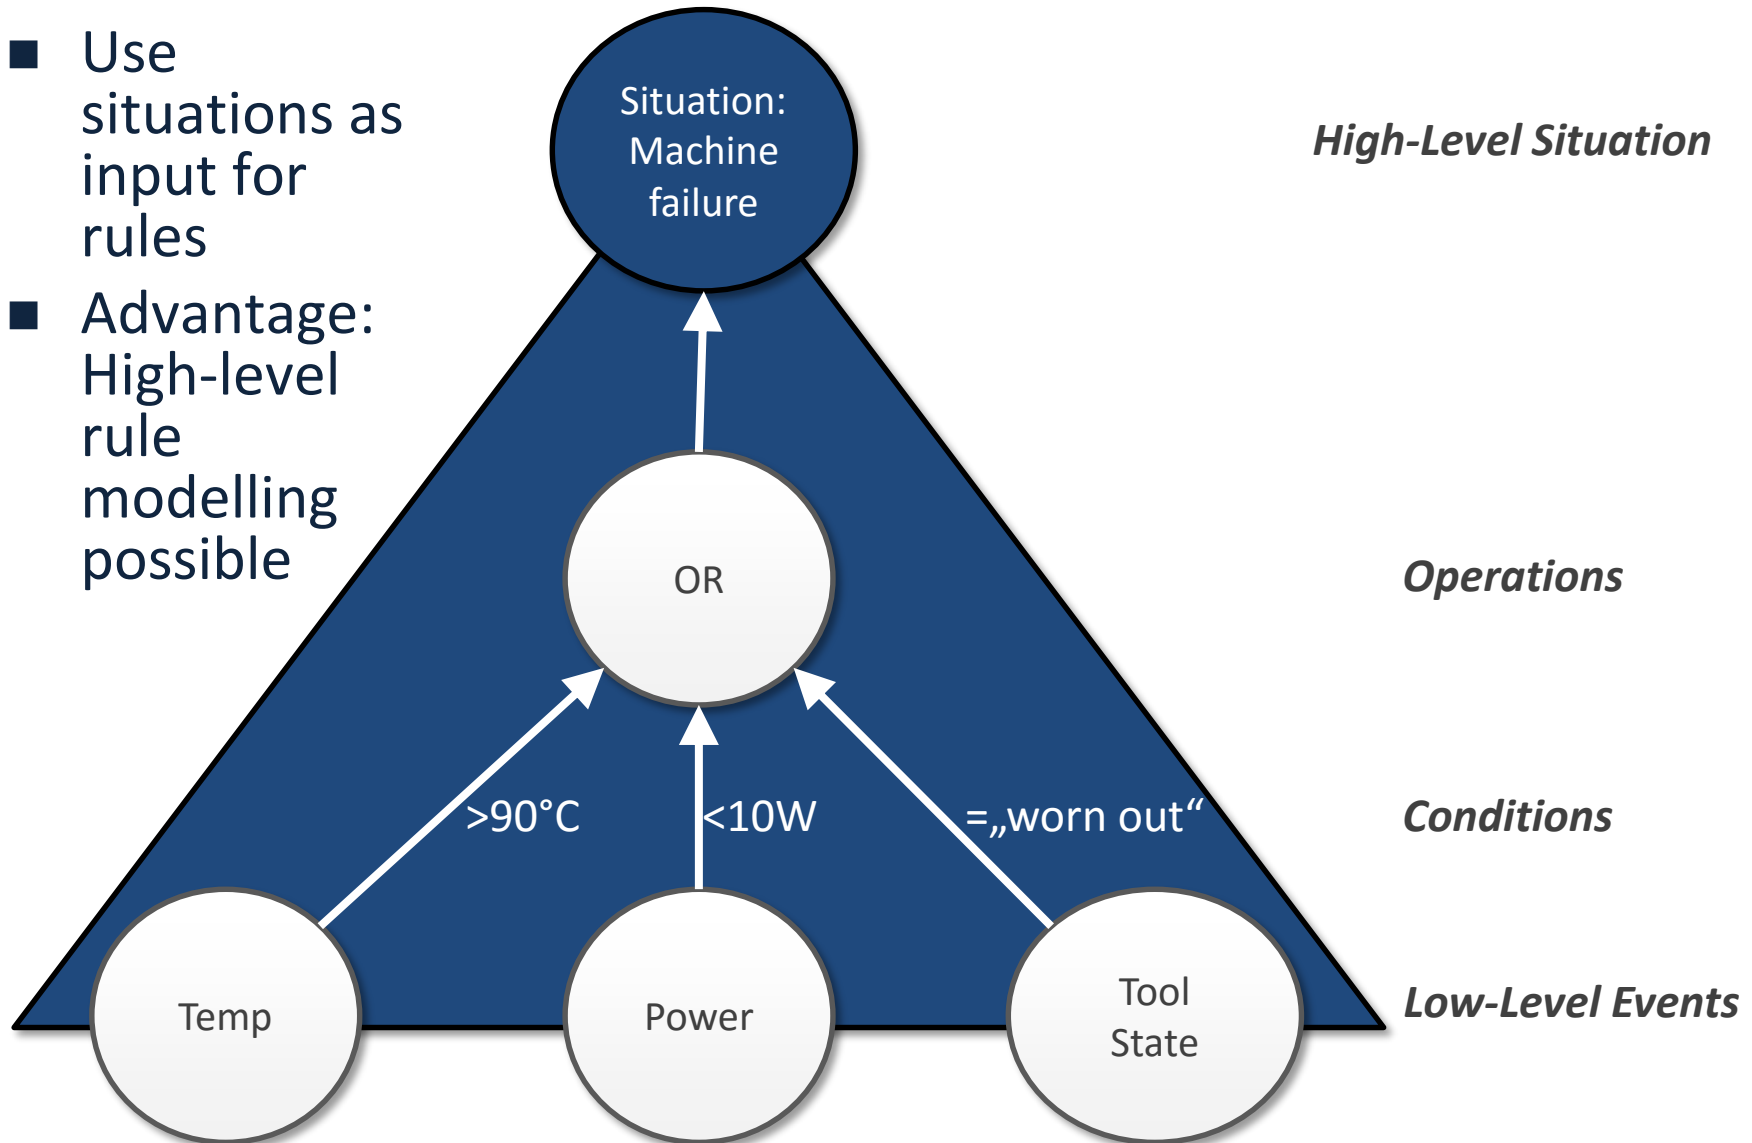 Use
situations as
input for
rules
Advantage:
High-level
rule
modelling
possible
Situation:
Machine
failure
High-Level Situation
OR
Operations
>90°C
<10W
=„worn out“
Conditions
Temp
Power
Tool
State
Low-Level Events